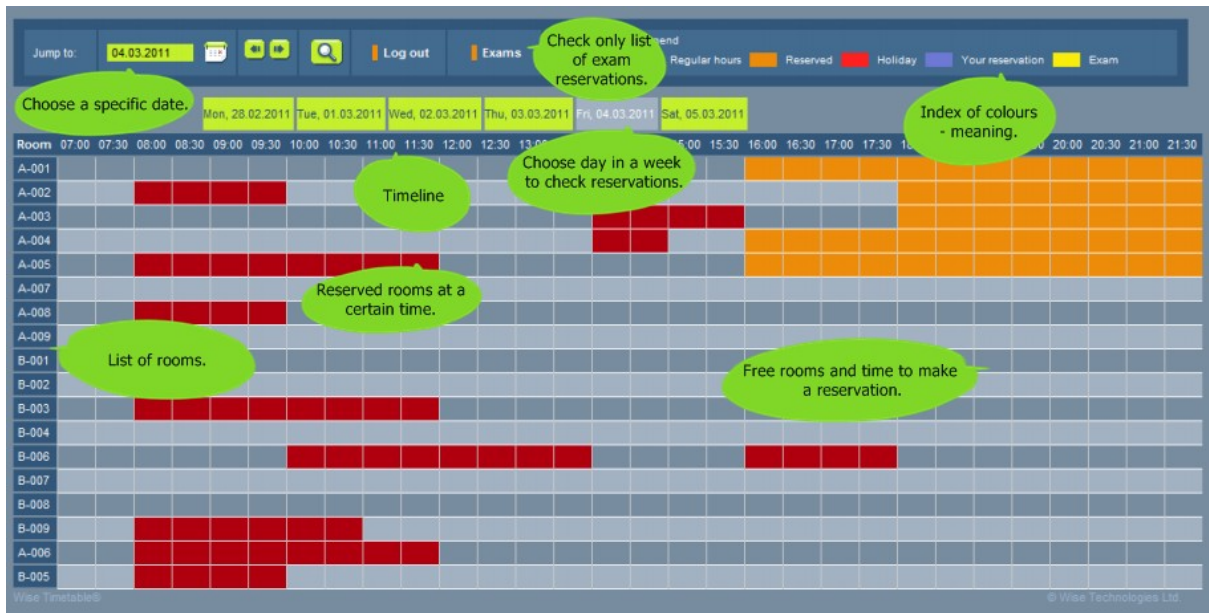 Jump to:
04.03.2011
Log out
Exams
Check only list
of exam
reservations.
Regular hours
Reserved
Holiday
Your reservation
Exam
Choose a specific date.
Mon, 28.02.2011 Tue, 01.03.2011 Wed, 02.03.2011 Thu, 03.03.2011 Fri, 04.03.2011 Sat, 05.03.2011
Index of colours
- meaning.
Room 07:00 07:30 08:00 08:30 09:00 09:30 10:00 10:30 11:00 11:30 12:00 12:30 15:30 16:00 16:30 17:00 17:30 20:00 20:30 21:00 21:30
Choose day in a week
to check reservations.
A-001
A-002
Timeline
A-003
A-004
A-005
Reserved rooms at a
certain time.
A-007
A-008
A-009
List of rooms.
B-001
Free rooms and time to make
a reservation.
B-002
B-003
B-004
B-006
B-007
B-008
B-009
A-006
B-005
Wise Timetable®
© Wise Technologies Ltd.